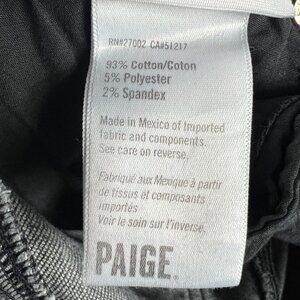 RN#27002 CA#51217
93% Cotton/Coton
5% Polyester
2% Spandex
Made in Mexico of Imported
fabric and components.
See care on reverse.
Fabriqué aux Mexique à partir
de tissus et composants
importés
Voir le soin sur l'inverse.
PAIGE